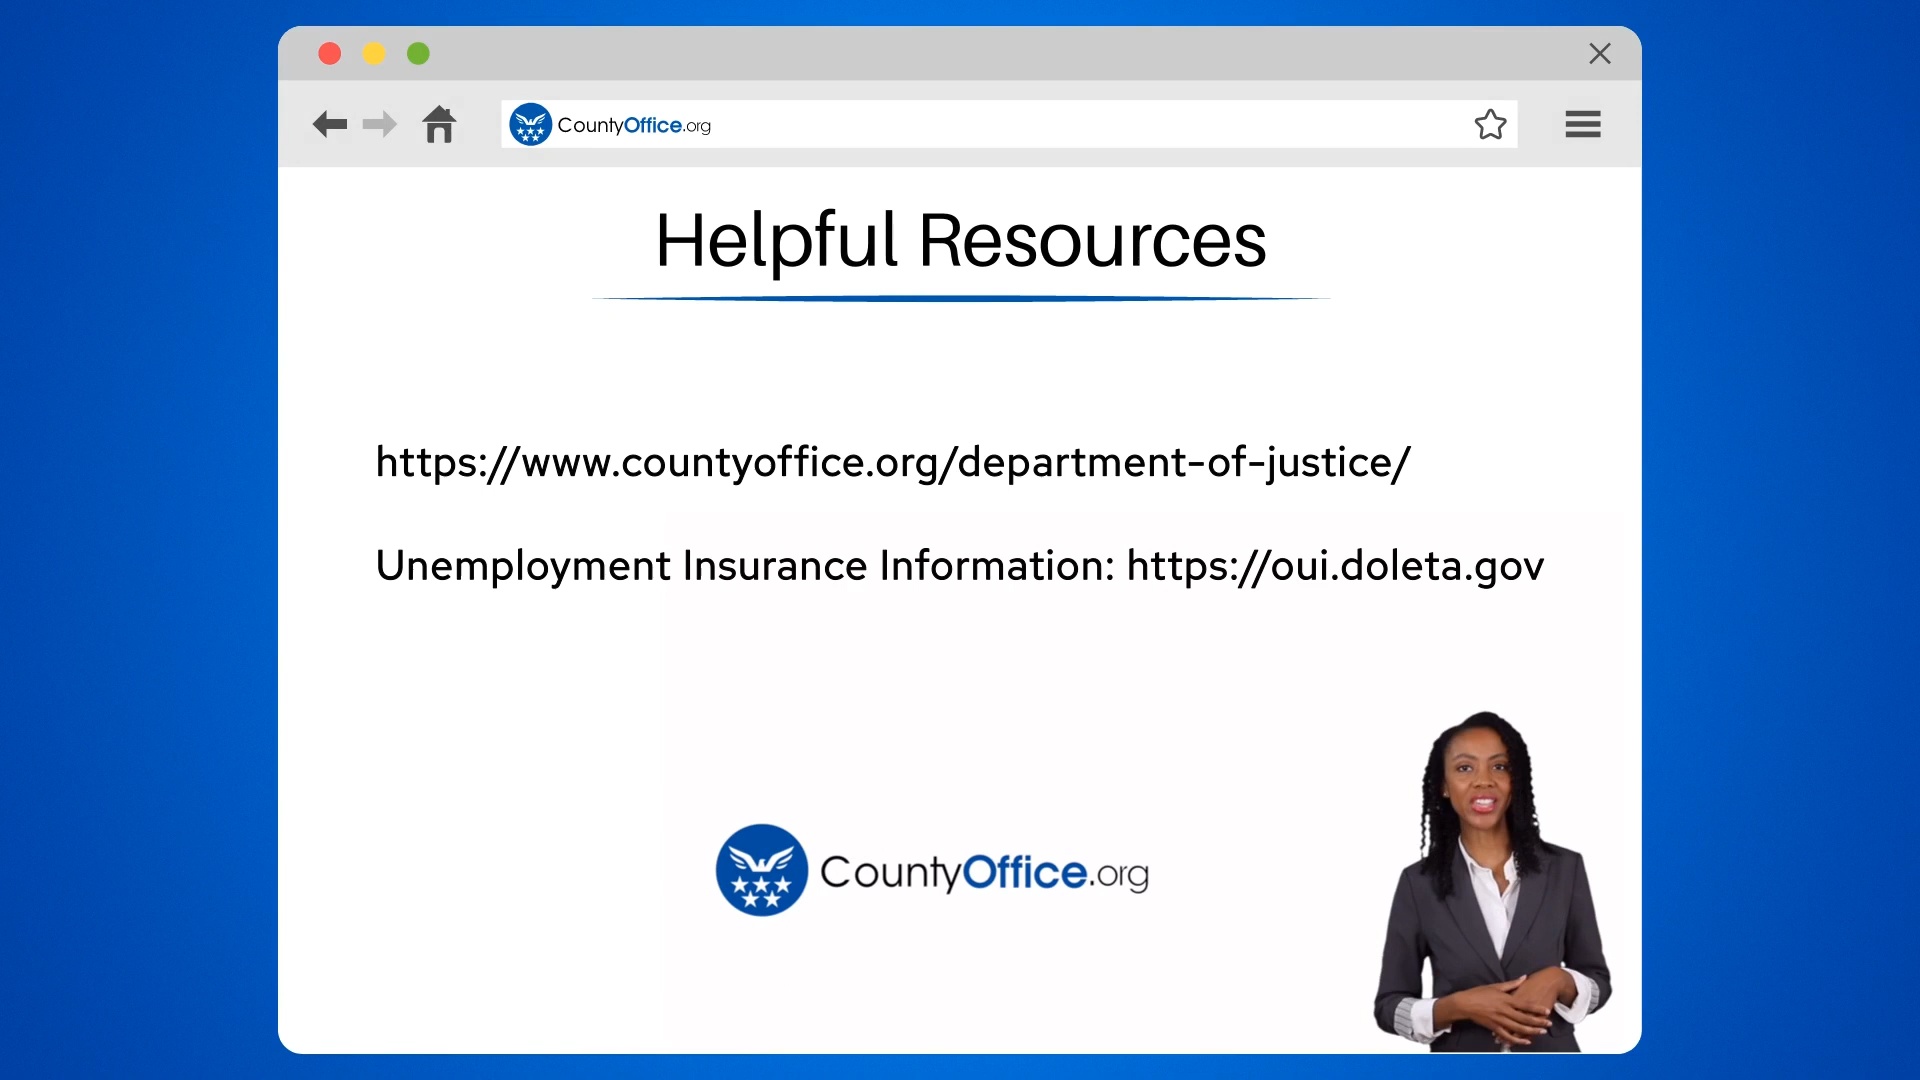 CountyOffice.org
Helpful Resources
https://www.countyoffice.org/department-of-justice/
Unemployment Insurance Information: https://oui.doleta.gov
CountyOffice.org